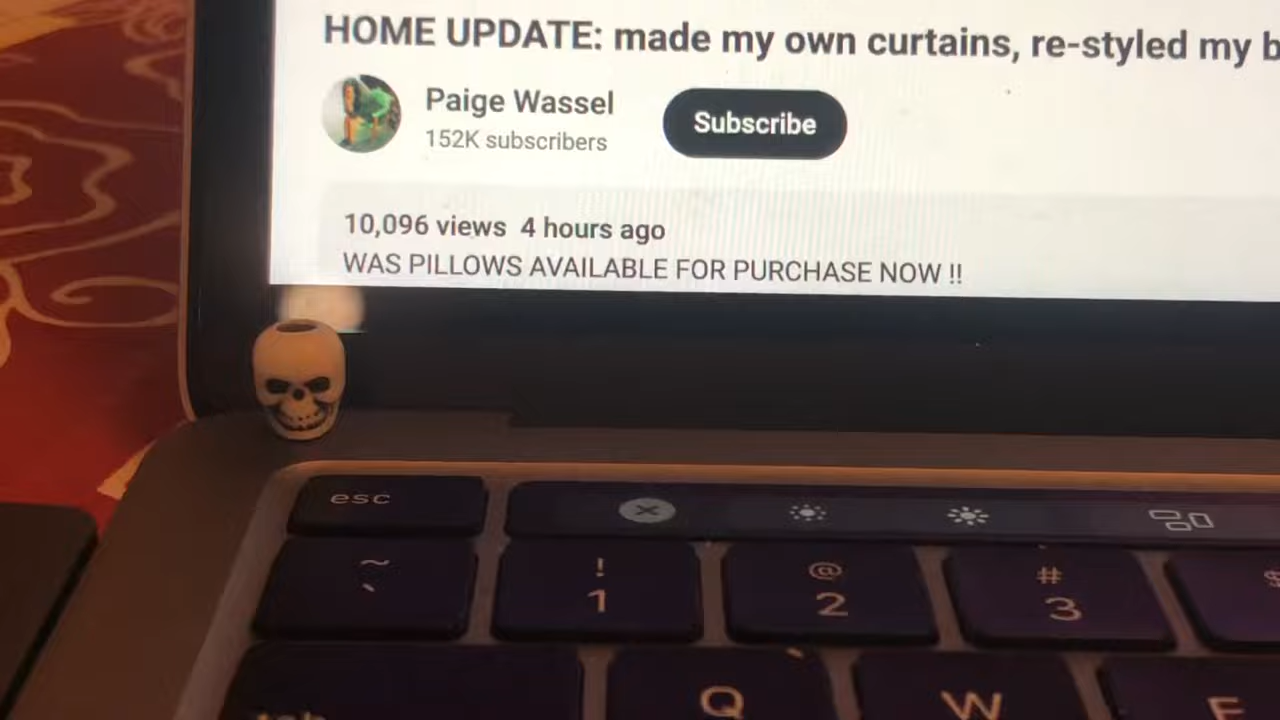 HOME UPDATE: made my own curtains, re-styled my b
Paige Wassel
152K subscribers
Subscribe
10,096 views 4 hours ago
WAS PILLOWS AVAILABLE FOR PURCHASE NOW !!
esc
~
`
!
1
@
2
#
3
$
tab
Q
W
E